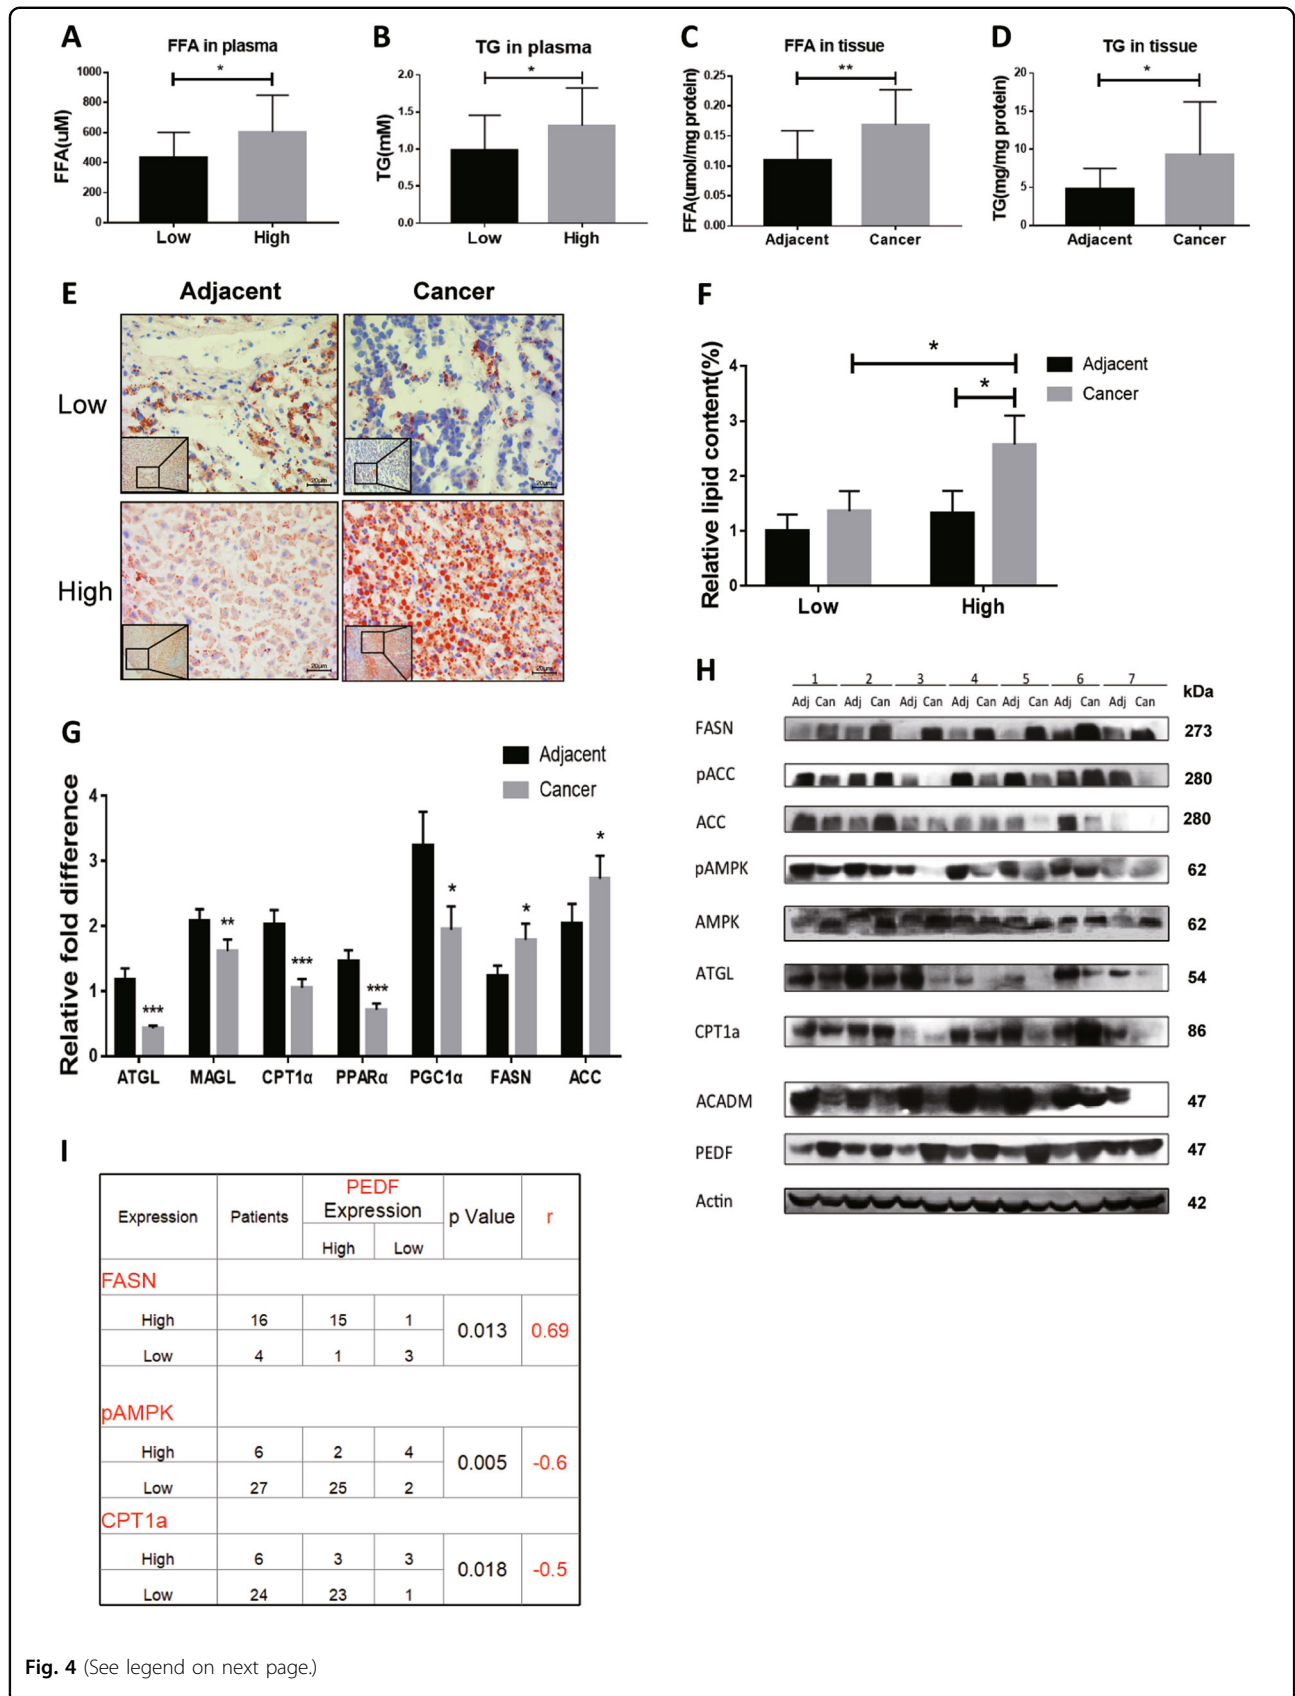 A
FFA in plasma
FFA(uM)
1000
800
600
400
200
0
*
Low High
B
TG in plasma
TG(mM)
2.0
1.5
1.0
0.5
0.0
*
Low High
C
FFA in tissue
FFA(umol/mg protein)
0.25
0.20
0.15
0.10
0.05
0.00
**
Adjacent Cancer
D
TG in tissue
TG(mg/mg protein)
20
15
10
5
0
*
Adjacent Cancer
E
Adjacent Cancer
Low
20μm
20μm
High
20μm
20μm
F
Relative lipid content(%)
4
3
2
1
0
*
*
Adjacent
Cancer
Low High
G
Adjacent
Cancer
Relative fold difference
4
3
2
1
0
***
**
***
***
*
*
*
ATGL MAGL CPT1α PPARα PGC1α FASN ACC
H
1 2 3 4 5 6 7
Adj Can Adj Can Adj Can Adj Can Adj Can Adj Can Adj Can
kDa
FASN 273
pACC 280
ACC 280
pAMPK 62
AMPK 62
ATGL 54
CPT1a 86
ACADM 47
PEDF 47
Actin 42
I
Expression Patients PEDF Expression p Value r
High Low
FASN
High 16 15 1 0.013 0.69
Low 4 1 3
pAMPK
High 6 2 4 0.005 -0.6
Low 27 25 2
CPT1a
High 6 3 3 0.018 -0.5
Low 24 23 1
Fig. 4 (See legend on next page.)